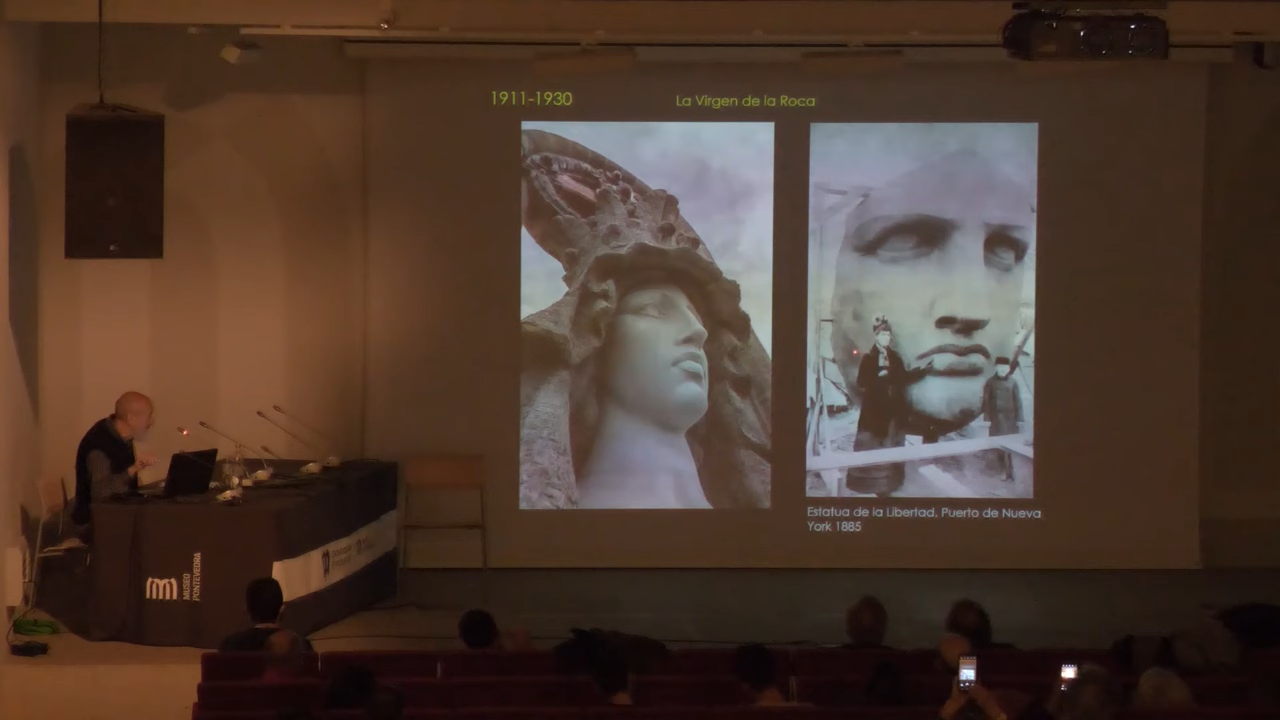 1911-1930
La Virgen de la Roca
Estatua de la Libertad, Puerto de Nueva
York 1885
MUSEO
PONTEVEDRA